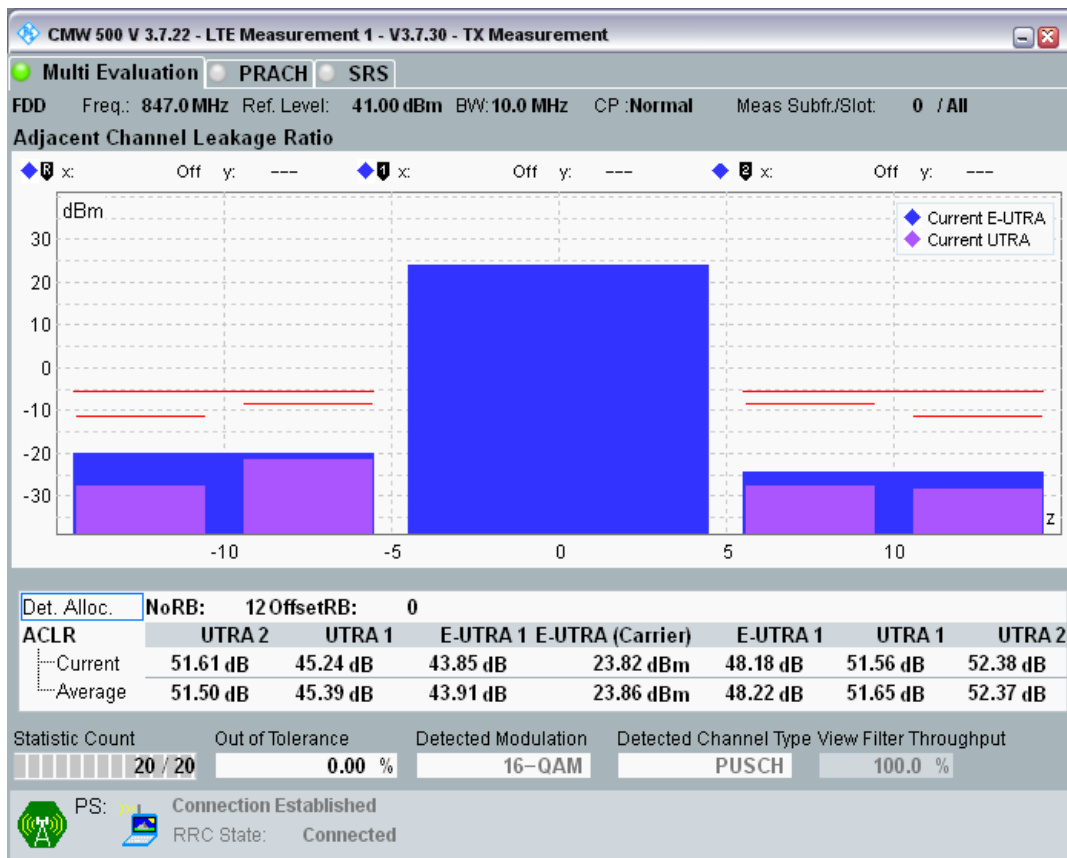 CMW 500 V 3.7.22 - LTE Measurement 1 - V3.7.30 - TX Measurement
Multi Evaluation PRACH SRS
FDD Freq.: 847.0 MHz Ref. Level: 41.00 dBm BW: 10.0 MHz CP :Normal Meas Subfr./Slot: 0 / All
Adjacent Channel Leakage Ratio
R x: Off y: --- 1 x: Off y: --- 2 x: Off y: ---
dBm
Current E-UTRA
Current UTRA
30
20
10
0
-10
-20
-30
z
-10 -5 0 5 10
Det. Alloc. NoRB: 12 OffsetRB: 0
ACLR UTRA 2 UTRA 1 E-UTRA 1 E-UTRA (Carrier) E-UTRA 1 UTRA 1 UTRA 2
Current 51.61 dB 45.24 dB 43.85 dB 23.82 dBm 48.18 dB 51.56 dB 52.38 dB
Average 51.50 dB 45.39 dB 43.91 dB 23.86 dBm 48.22 dB 51.65 dB 52.37 dB
Statistic Count Out of Tolerance Detected Modulation Detected Channel Type View Filter Throughput
20 / 20 0.00 % 16-QAM PUSCH 100.0 %
PS: Connection Established
RRC State: Connected